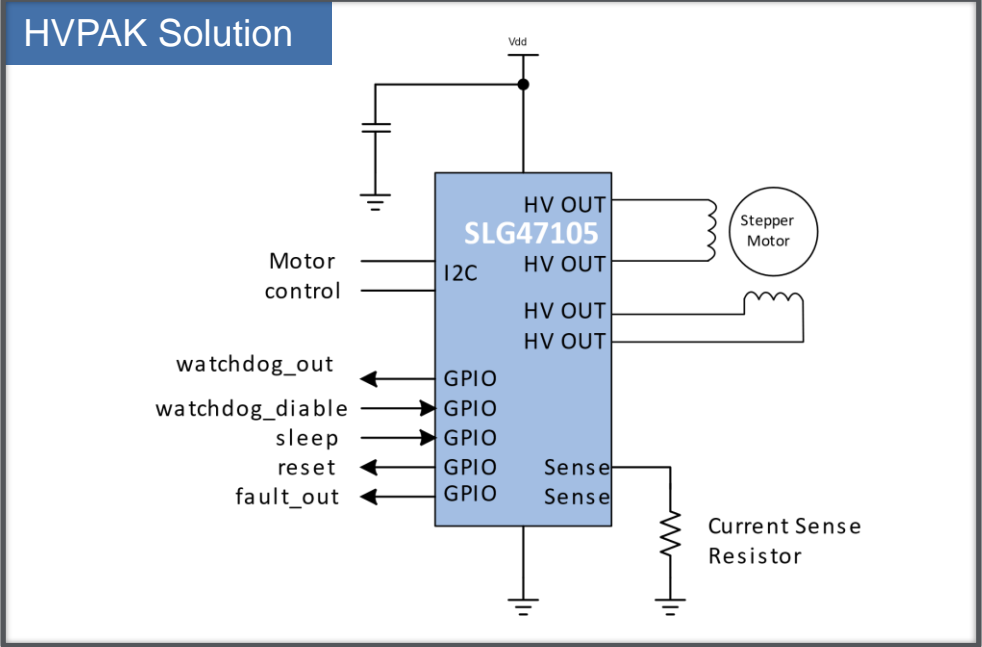 HVPAK Solution
Vdd
HV OUT
SLG47105
HV OUT
Stepper
Motor
Motor
control
I2C
HV OUT
HV OUT
watchdog_out
GPIO
watchdog_diable
GPIO
sleep
GPIO
reset
GPIO
Sense
fault_out
GPIO
Sense
Current Sense
Resistor